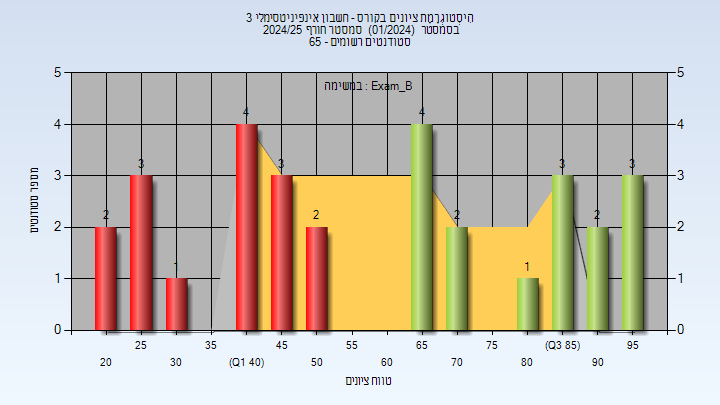 היסטוגרמת ציונים בקורס - חשבון אינפיניטסימלי 3
בסמסטר (01/2024) סמסטר חורף 2024/25
סטודנטים רשומים - 65
במשימה : Exam_B
מספר סטודנטים
5 5
4 4
3 3
2 2
1 1
0 0
2 3 1 4 3 2 4 2 1 3 2 3
25 35 45 55 65 75 (Q3 85) 95
20 30 (Q1 40) 50 60 70 80 90
טווח ציונים